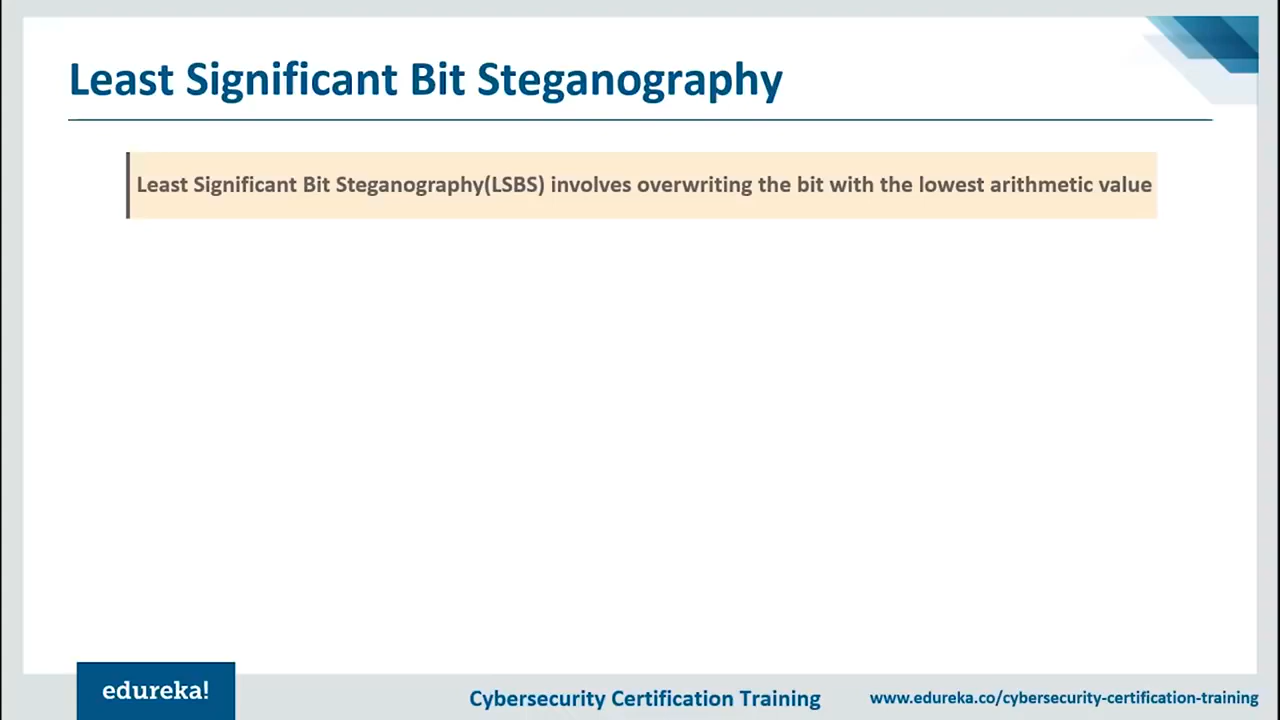 Least Significant Bit Steganography
Least Significant Bit Steganography(LSBS) involves overwriting the bit with the lowest arithmetic value
edureka!
Cybersecurity Certification Training
www.edureka.co/cybersecurity-certification-training